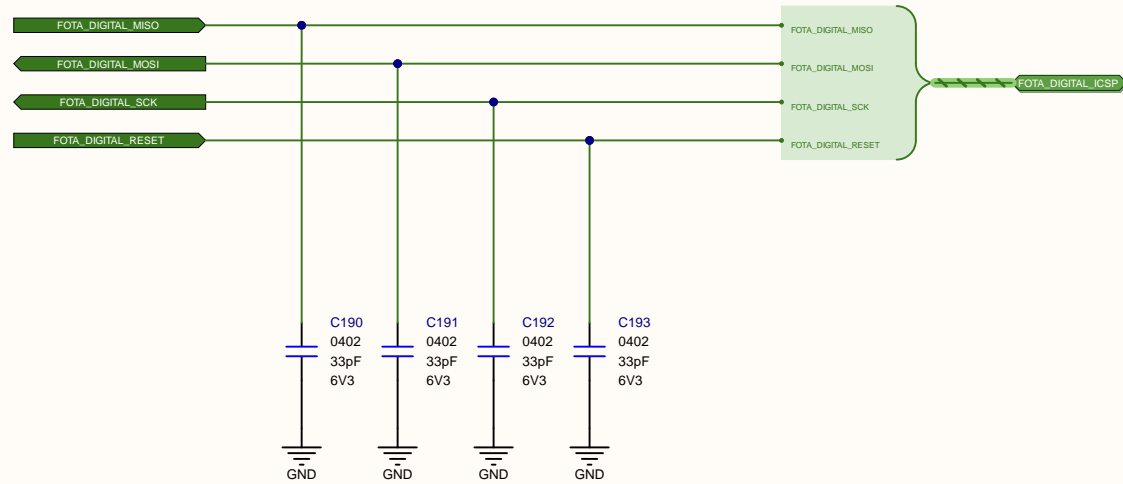 FOTA_DIGITAL_MISO
FOTA_DIGITAL_MISO
FOTA_DIGITAL_MOSI
FOTA_DIGITAL_MOSI
FOTA_DIGITAL_ICSP
FOTA_DIGITAL_SCK
FOTA_DIGITAL_SCK
FOTA_DIGITAL_RESET
FOTA_DIGITAL_RESET
C190
0402
33pF
6V3
C191
0402
33pF
6V3
C192
0402
33pF
6V3
C193
0402
33pF
6V3
GND
GND
GND
GND